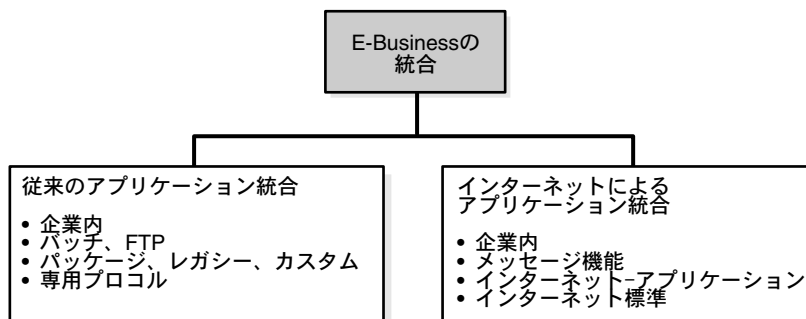 E-Businessの
統合
従来のアプリケーション統合
• 企業内
• バッチ、FTP
• パッケージ、レガシー、カスタム
• 専用プロコル
インターネットによる
アプリケーション統合
• 企業内
• メッセージ機能
• インターネット-アプリケーション
• インターネット標準